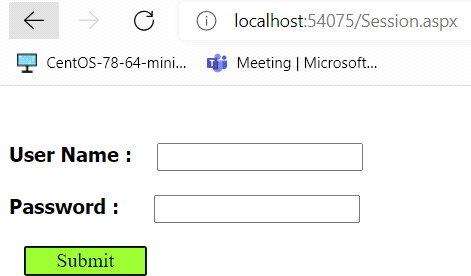 localhost:54075/Session.aspx
CentOS-78-64-mini... Meeting | Microsoft...
User Name :
Password :
Submit